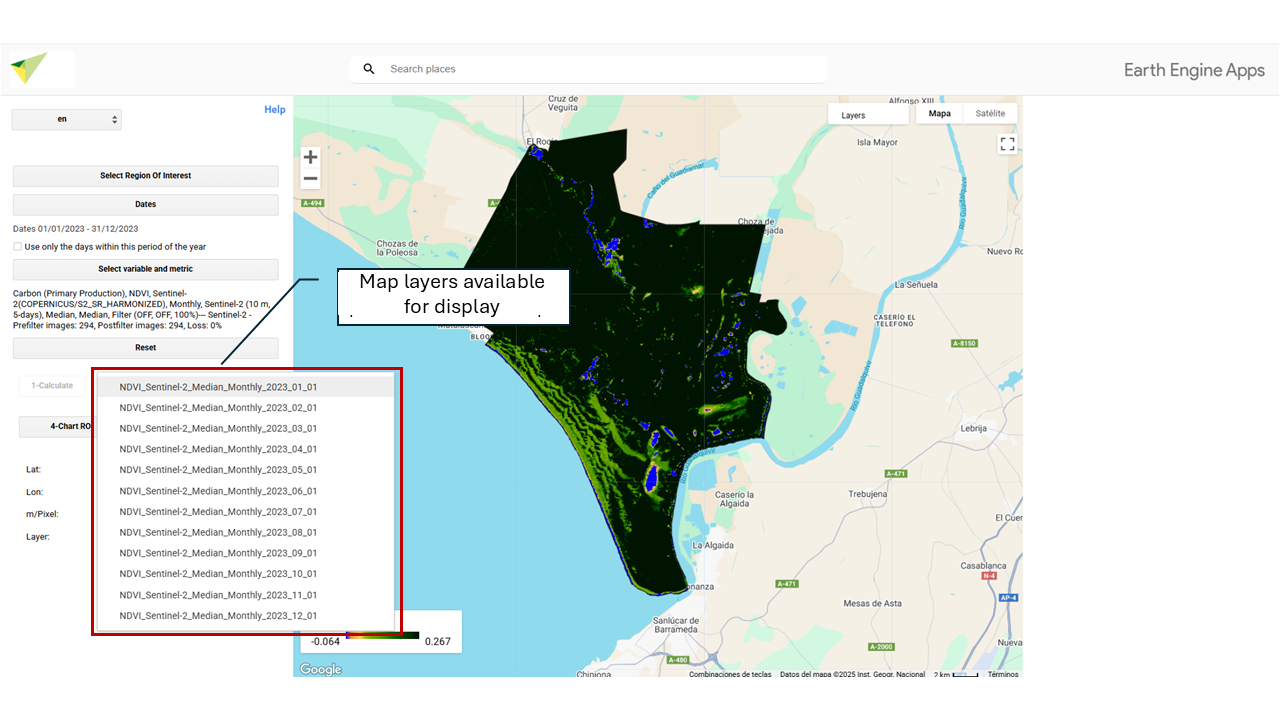 Search places
Earth Engine Apps
en
Help
Select Region Of Interest
Dates
Dates 01/01/2023 - 31/12/2023
Use only the days within this period of the year
Select variable and metric
Carbon (Primary Production), NDVI, Sentinel-
2(COPERNICUS/S2_SR_HARMONIZED), Monthly, Sentinel-2 (10 m,
5-days), Median, Median, Filter (OFF, OFF, 100%)--- Sentinel-2 -
Prefilter images: 294, Postfilter images: 294, Loss: 0%
Reset
1-Calculate
4-Chart RO
Lat:
Lon:
m/Pixel:
Layer:
NDVI_Sentinel-2_Median_Monthly_2023_01_01
NDVI_Sentinel-2_Median_Monthly_2023_02_01
NDVI_Sentinel-2_Median_Monthly_2023_03_01
NDVI_Sentinel-2_Median_Monthly_2023_04_01
NDVI_Sentinel-2_Median_Monthly_2023_05_01
NDVI_Sentinel-2_Median_Monthly_2023_06_01
NDVI_Sentinel-2_Median_Monthly_2023_07_01
NDVI_Sentinel-2_Median_Monthly_2023_08_01
NDVI_Sentinel-2_Median_Monthly_2023_09_01
NDVI_Sentinel-2_Median_Monthly_2023_10_01
NDVI_Sentinel-2_Median_Monthly_2023_11_01
NDVI_Sentinel-2_Median_Monthly_2023_12_01
Map layers available
for display
-0.064
0.267
Layers
Mapa
Satélite
Cruz de
Veguita
Alfonso XIII
El Rocí
Isla Mayor
Caño del Guadiamar
A-494
Río Guadalquivir
Choza de
Chozas de
la Poleosa
Nuevo Ro
La Señuela
CASERÍO EL
TELÉFONO
A-8150
BLOQ
Río Guadalquivir
Lebrija
Río Guadalquivir
A-471
Trebujena
Caserío la
Algaida
El Cuer
La Algaida
Casablanca
N-4
A-471
onanza
AP-4
Mesas de Asta
Sanlúcar de
Barrameda
A-2000
Nueva
A-480
Google
Chipiona
Combinaciones de teclas
Datos del mapa ©2025 Inst. Geogr. Nacional
2 km
Términos